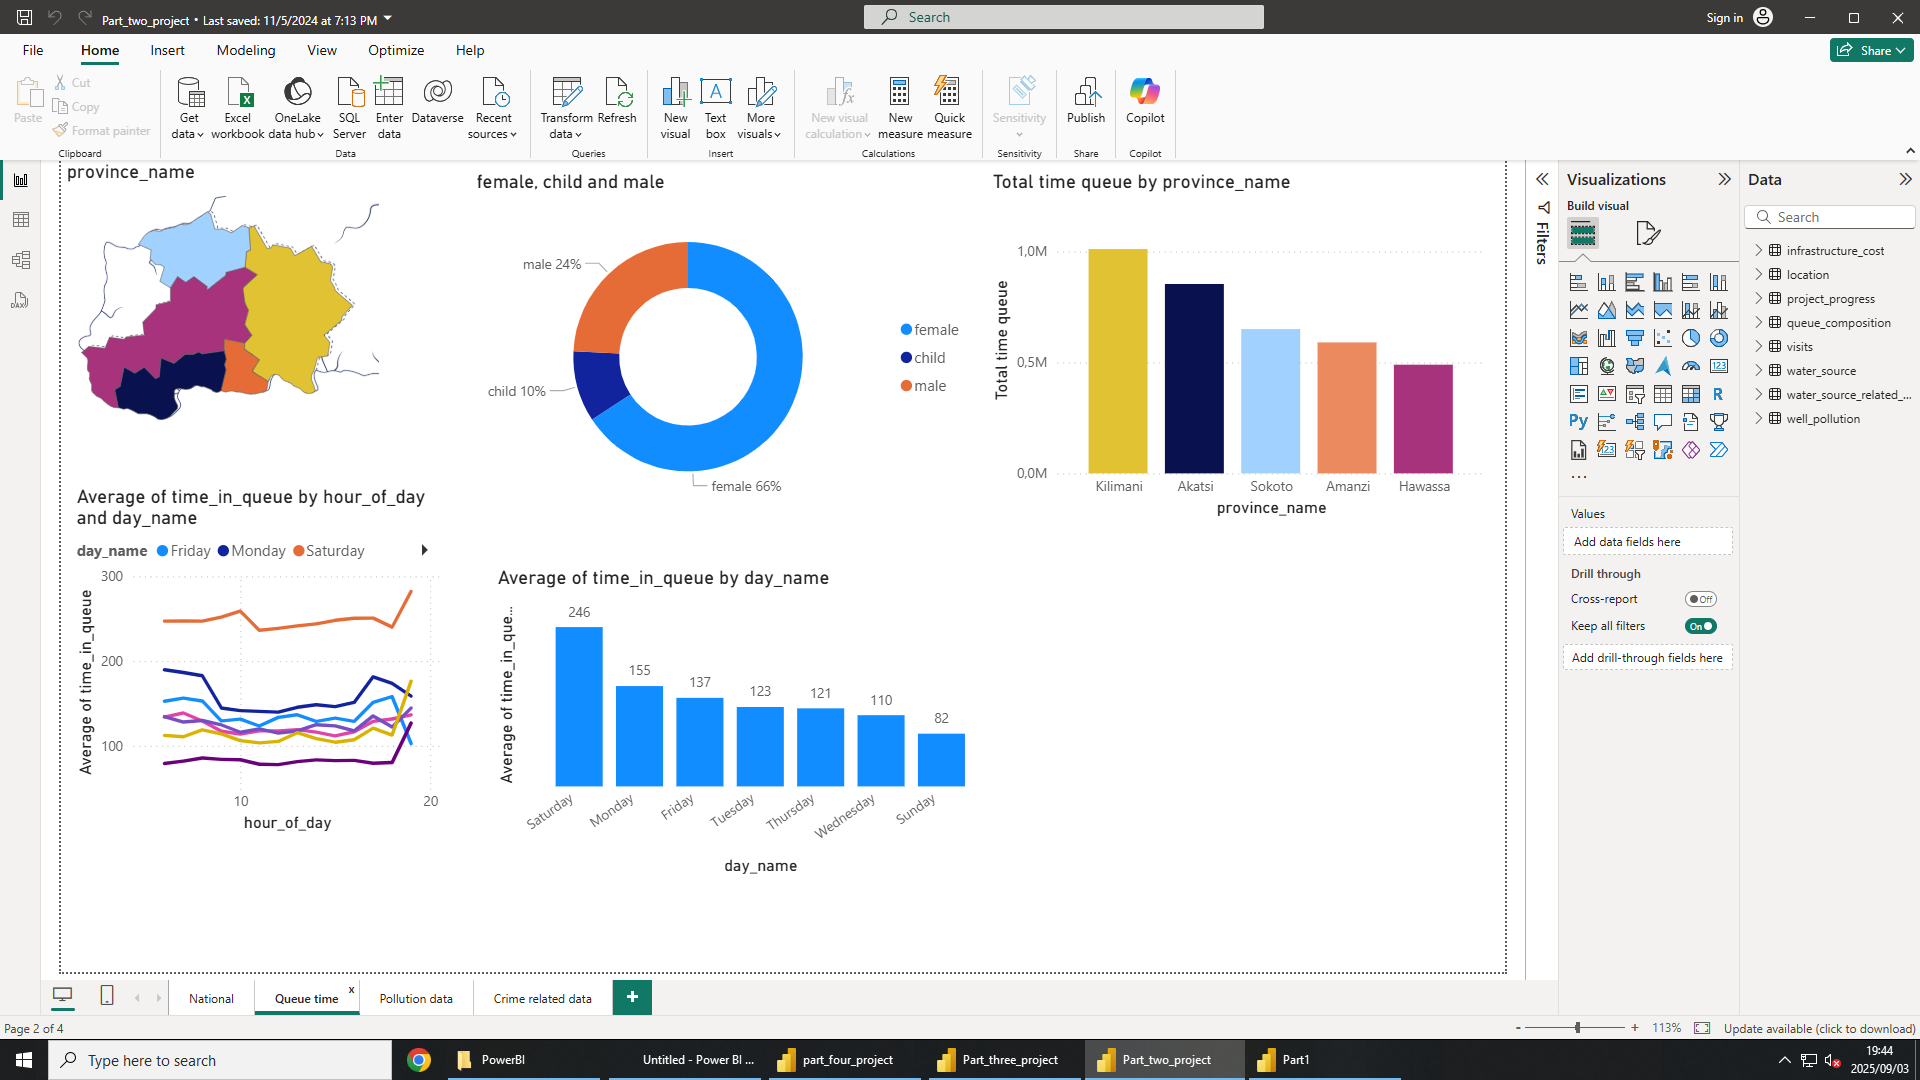 Part_two_project • Last saved: 11/5/2024 at 7:13 PM
Search
Sign in
File Home Insert Modeling View Optimize Help
Share
Paste
Cut
Copy
Format painter
Clipboard
Get data
Excel workbook
OneLake data hub
SQL Server
Enter data
Dataverse
Recent sources
Data
Transform data
Refresh
Queries
New visual
Text box
More visuals
Insert
New visual calculation
New measure
Quick measure
Calculations
Sensitivity
Sensitivity
Publish
Share
Copilot
Copilot
province_name
female, child and male
male 24%
child 10%
female 66%
female
child
male
Total time queue by province_name
Total time queue
1,0M
0,5M
0,0M
Kilimani Akatsi Sokoto Amanzi Hawassa
province_name
Average of time_in_queue by hour_of_day
and day_name
day_name Friday Monday Saturday
Average of time_in_queue
300
200
100
10 20
hour_of_day
Average of time_in_queue by day_name
Average of time_in_que...
246
155
137
123
121
110
82
Saturday Monday Friday Tuesday Thursday Wednesday Sunday
day_name
Filters
Visualizations
Build visual
123
R
Py
123
...
Values
Add data fields here
Drill through
Cross-report
Off
Keep all filters
On
Add drill-through fields here
Data
Search
infrastructure_cost
location
project_progress
queue_composition
visits
water_source
water_source_related_...
well_pollution
National
Queue time x
Pollution data
Crime related data
+
Page 2 of 4
- + 113%
Update available (click to download)
Type here to search
PowerBI
Untitled - Power BI ...
part_four_project
Part_three_project
Part_two_project
Part1
19:44
2025/09/03